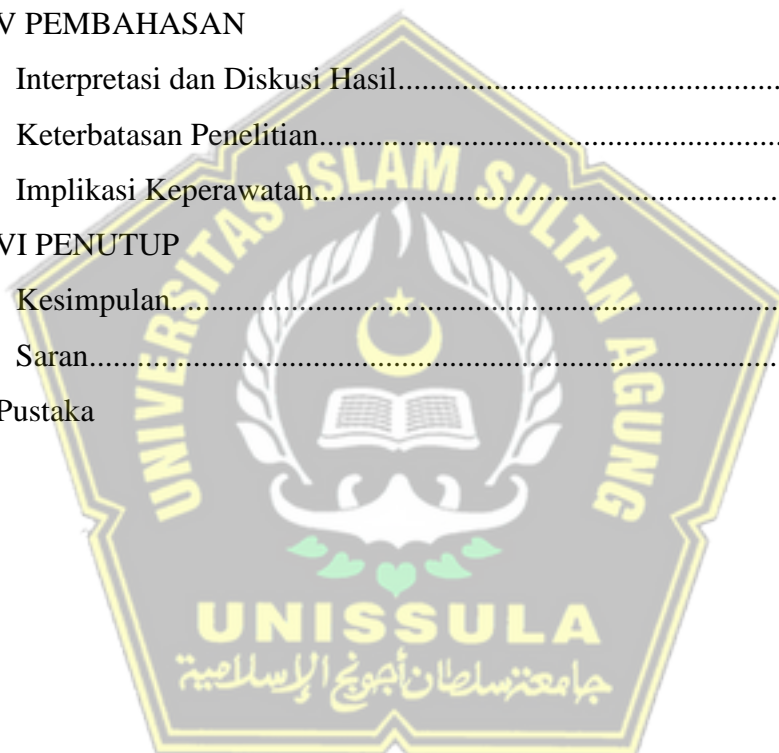 V PEMBAHASAN
Interpretasi dan Diskusi Hasil
Keterbatasan Penelitian
Implikasi Keperawatan
VI PENUTUP
Kesimpulan
Saran
Pustaka
UNIVERSITAS ISLAM SULTAN AGUNG
UNISSULA
جامعة سلطان أجونج الإسلامية